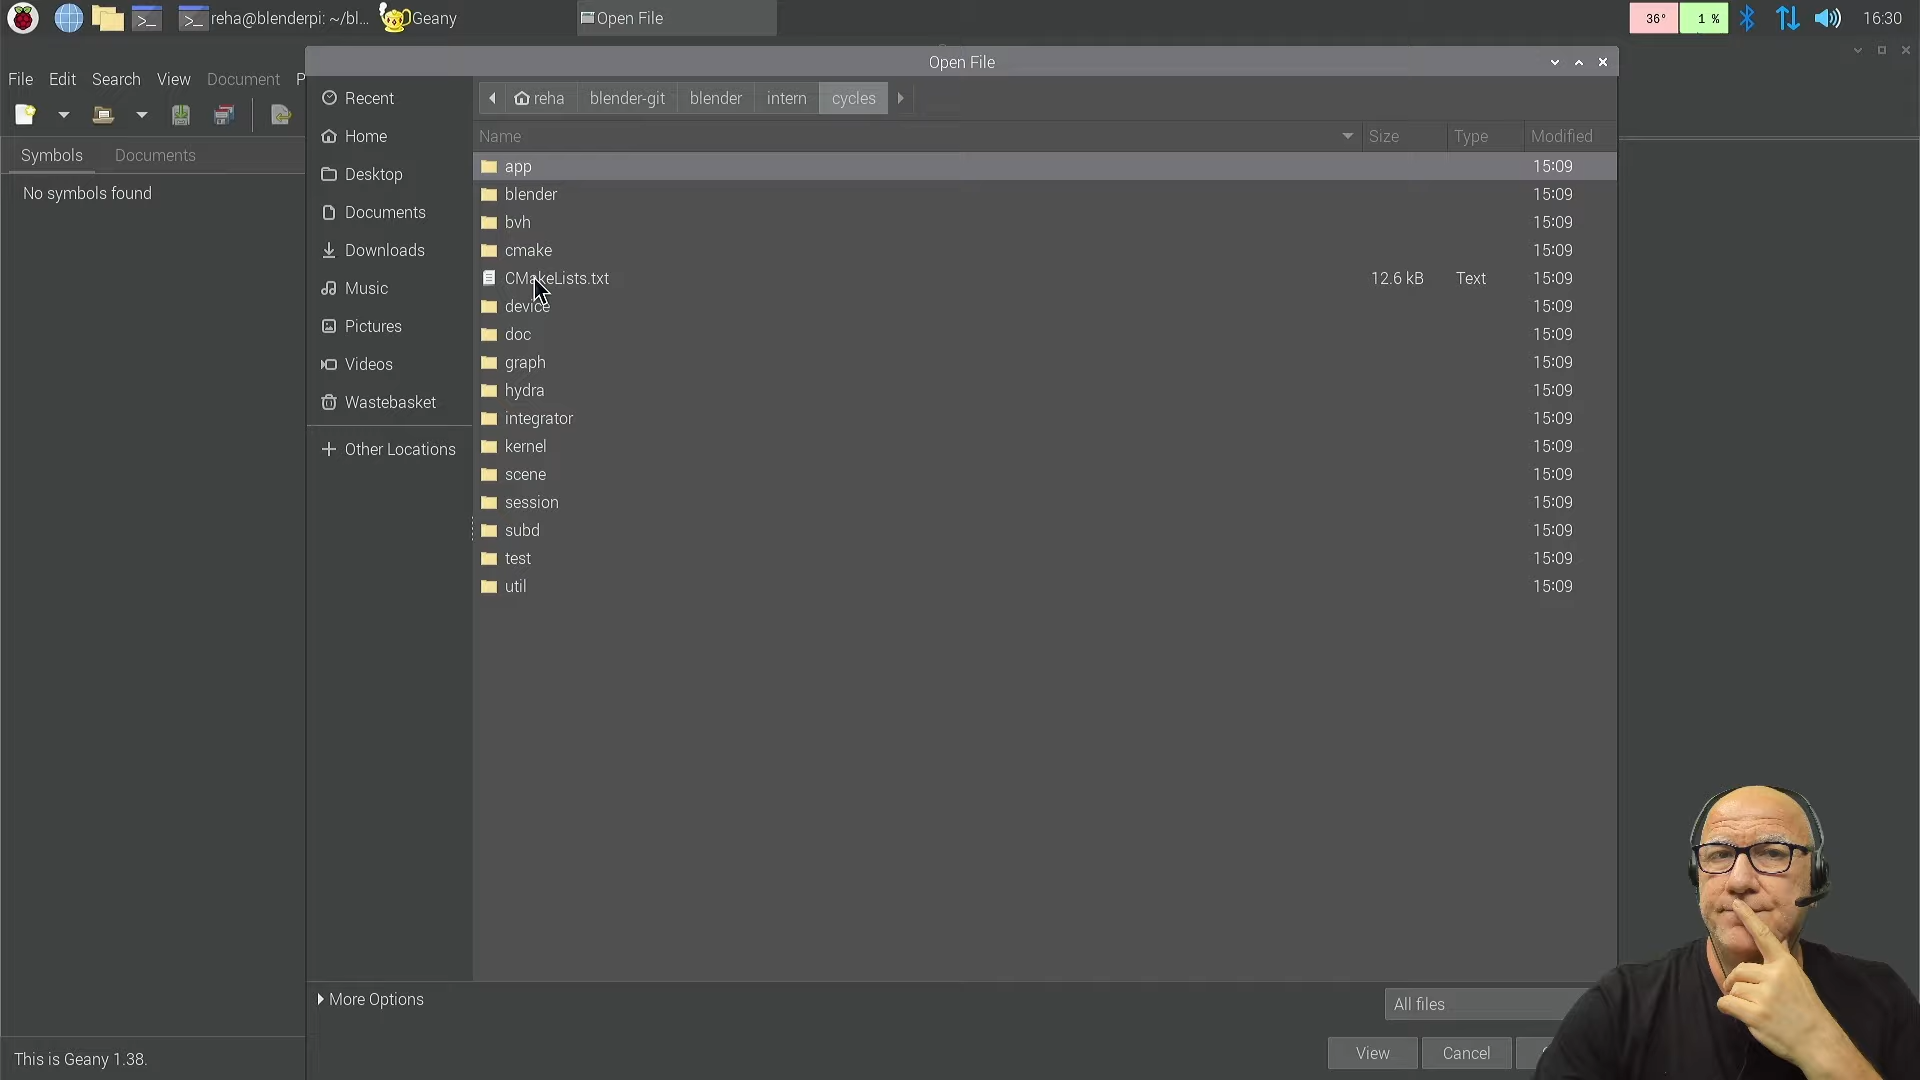 reha@blenderpi: ~/bl...
Geany
Open File
36°
1 %
16:30
Open File
File Edit Search View Document P
Symbols Documents
No symbols found
This is Geany 1.38.
Recent
Home
Desktop
Documents
Downloads
Music
Pictures
Videos
Wastebasket
Other Locations
reha blender-git blender intern cycles
Name Size Type Modified
app 15:09
blender 15:09
bvh 15:09
cmake 15:09
CMakeLists.txt 12.6 kB Text 15:09
device 15:09
doc 15:09
graph 15:09
hydra 15:09
integrator 15:09
kernel 15:09
scene 15:09
session 15:09
subd 15:09
test 15:09
util 15:09
More Options
All files
View Cancel